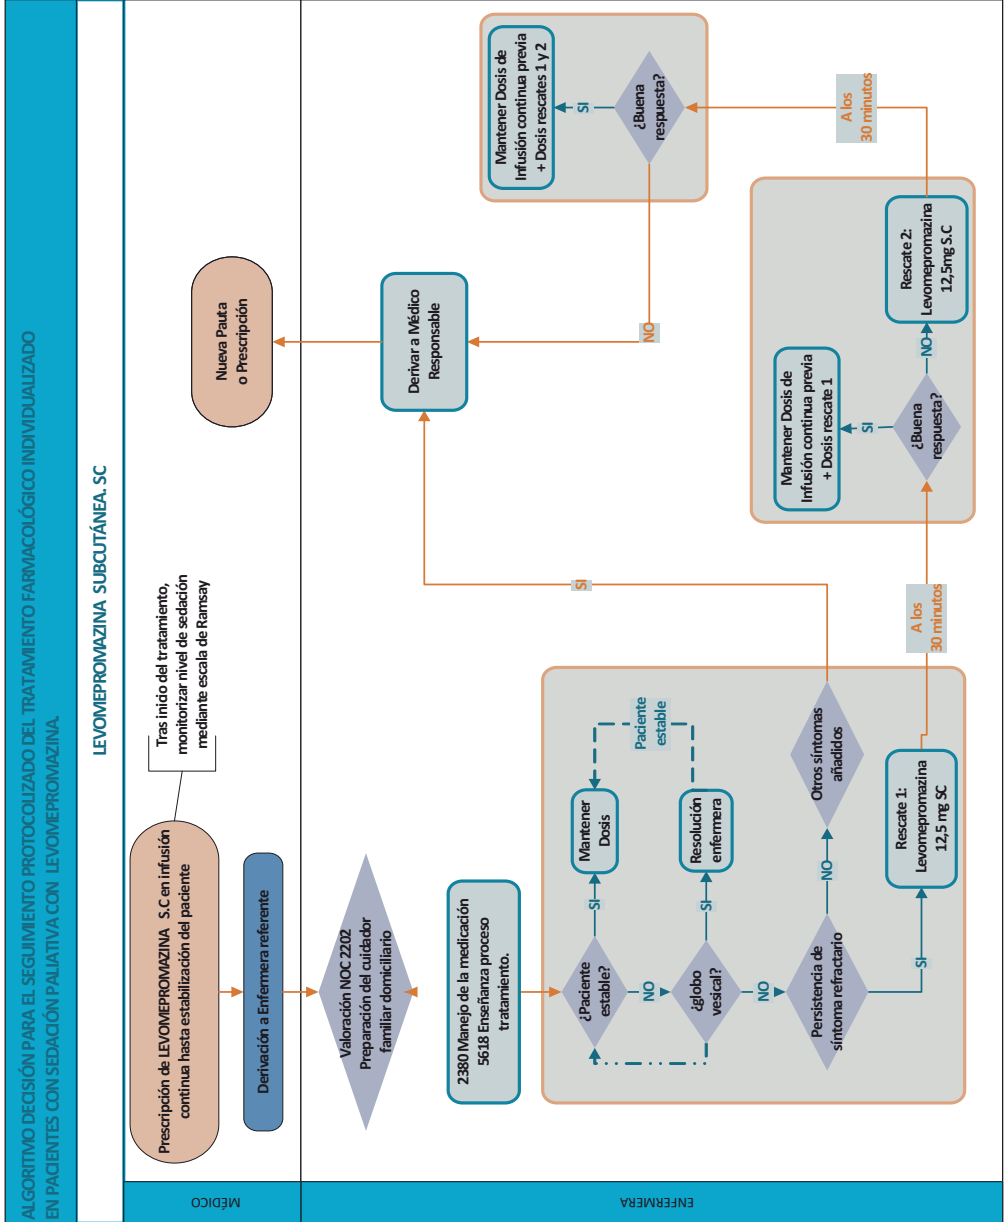 ALGORITMO DECISIÓN PARA EL SEGUIMIENTO PROTOCOLIZADO DEL TRATAMIENTO FARMACOLÓGICO INDIVIDUALIZADO
EN PACIENTES CON SEDACIÓN PALIATIVA CON LEVOMEPROMAZINA.
LEVOMEPROMAZINA SUBCUTÁNEA. SC
MÉDICO
Prescripción de LEVOMEPROMAZINA S.C en infusión
continua hasta estabilización del paciente
Tras inicio del tratamiento,
monitorizar nivel de sedación
mediante escala de Ramsay
Derivación a Enfermera referente
Nueva Pauta
o Prescripción
ENFERMERA
Valoración NOC 2202
Preparación del cuidador
familiar domiciliario
2380 Manejo de la medicación
5618 Enseñanza proceso
tratamiento.
¿Paciente
estable?
SI
Mantener
Dosis
NO
¿globo
vesical?
SI
Resolución
enfermera
Paciente
estable
NO
Persistencia de
síntoma refractario
NO
Otros síntomas
añadidos
SI
Derivar a Médico
Responsable
SI
Rescate 1:
Levomepromazina
12,5 mg SC
A los
30 minutos
¿Buena
respuesta?
SI
Mantener Dosis de
Infusión continua previa
+ Dosis rescate 1
NO
Rescate 2:
Levomepromazina
12,5mg S.C
A los
30 minutos
¿Buena
respuesta?
SI
Mantener Dosis de
Infusión continua previa
+ Dosis rescates 1 y 2
NO